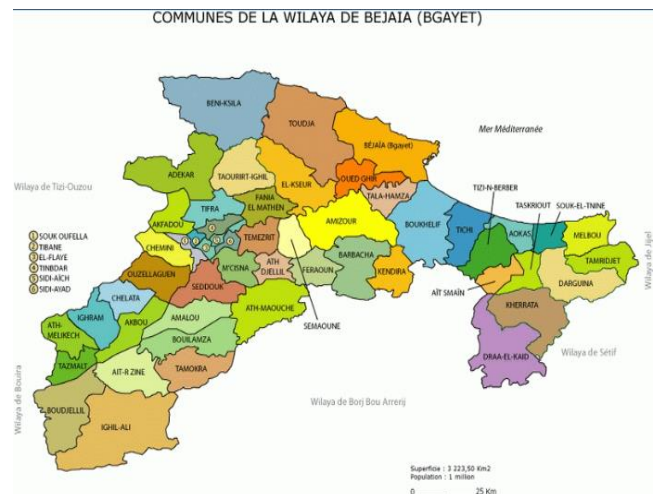 COMMUNES DE LA WILAYA DE BEJAIA (BGAYET)
BENI-KSILA
TOUDJA
BÉJAÏA (Bgayet)
Mer Méditerranée
ADEKAR
TAOURIRT-IGHIL
EL-KSEUR
OUED GHIR
TALA-HAMZA
TIZI-N-BERBER
TASKRIOUT
SOUK-EL-TNINE
Wilaya de Tizi-Ouzou
TIFRA
FANIA
EL MATHEN
AKFADOU
AMIZOUR
BOUKHELIF
TICHI
AOKAS
MELBOU
Wilaya de Jijel
① SOUK OUFELLA
② TIBANE
③ EL-FLAYE
④ TINBDAR
⑤ SIDI-AÏCH
⑥ SIDI-AYAD
CHEMINI
TEMEZRIT
BARBACHA
TAMRIDJET
OUZELLAGUEN
M'CISNA
ATH
DJELLIL
FERAOUN
KENDIRA
AÏT SMAÏN
DARGUINA
SEDDOUK
CHELATA
ATH-MAOUCHE
KHERRATA
IGHRAM
AKBOU
AMALOU
SEMAOUNE
ATH-
MELIKECH
BOUILAMZA
Wilaya de Sétif
DRAA-EL-KAID
TAZMALT
AIT-R ZINE
TAMOKRA
Wilaya de Bouira
BOUDJELLIL
IGHIL-ALI
Wilaya de Borj Bou Arrerij
Superficie : 3 223,50 Km2
Population : 1 million
0 25 Km